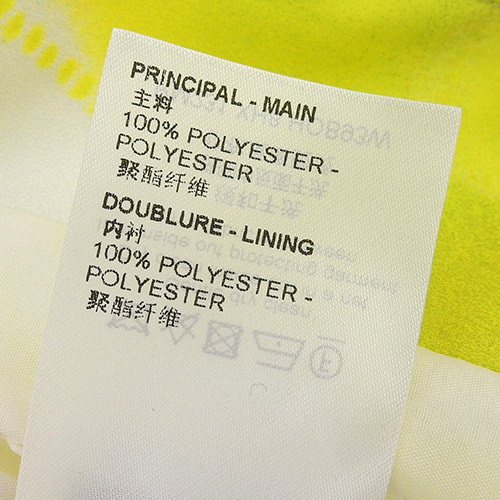 PRINCIPAL - MAIN
主料
100% POLYESTER -
POLYESTER
聚酯纤维
DOUBLURE - LINING
内衬
100% POLYESTER -
POLYESTER
聚酯纤维